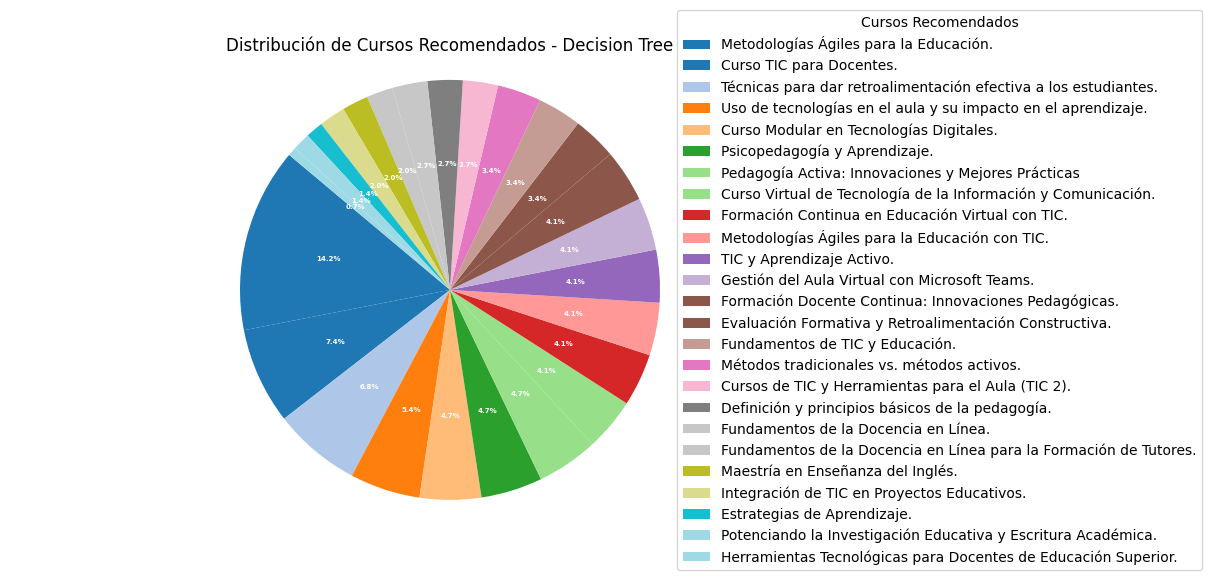 Distribución de Cursos Recomendados - Decision Tree
14.2%
7.4%
6.8%
5.4%
4.7%
4.7%
4.7%
4.1%
4.1%
4.1%
4.1%
4.1%
4.1%
3.4%
3.4%
3.4%
2.7%
2.7%
2.7%
2.0%
2.0%
2.0%
1.4%
1.4%
0.7%
Cursos Recomendados
Metodologías Ágiles para la Educación.
Curso TIC para Docentes.
Técnicas para dar retroalimentación efectiva a los estudiantes.
Uso de tecnologías en el aula y su impacto en el aprendizaje.
Curso Modular en Tecnologías Digitales.
Psicopedagogía y Aprendizaje.
Pedagogía Activa: Innovaciones y Mejores Prácticas
Curso Virtual de Tecnología de la Información y Comunicación.
Formación Continua en Educación Virtual con TIC.
Metodologías Ágiles para la Educación con TIC.
TIC y Aprendizaje Activo.
Gestión del Aula Virtual con Microsoft Teams.
Formación Docente Continua: Innovaciones Pedagógicas.
Evaluación Formativa y Retroalimentación Constructiva.
Fundamentos de TIC y Educación.
Métodos tradicionales vs. métodos activos.
Cursos de TIC y Herramientas para el Aula (TIC 2).
Definición y principios básicos de la pedagogía.
Fundamentos de la Docencia en Línea.
Fundamentos de la Docencia en Línea para la Formación de Tutores.
Maestría en Enseñanza del Inglés.
Integración de TIC en Proyectos Educativos.
Estrategias de Aprendizaje.
Potenciando la Investigación Educativa y Escritura Académica.
Herramientas Tecnológicas para Docentes de Educación Superior.